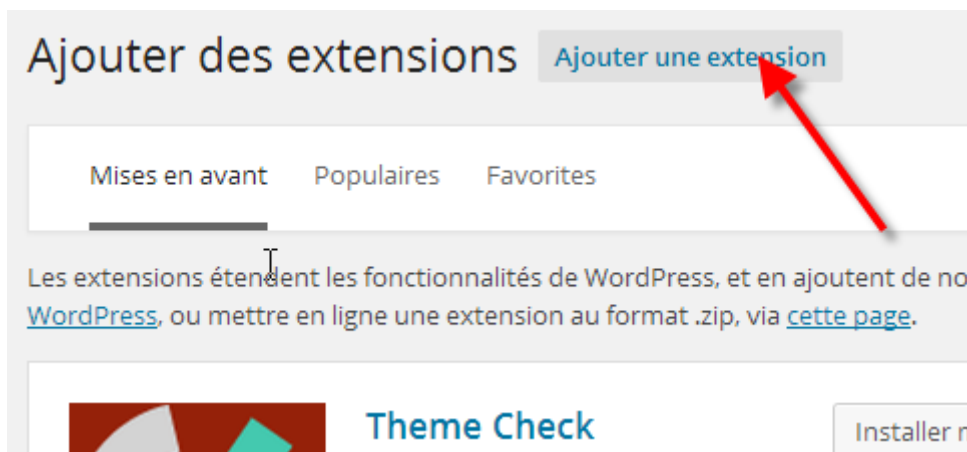 Ajouter des extensions Ajouter une extension
Mises en avant Populaires Favorites
Les extensions étendent les fonctionnalités de WordPress, et en ajoutent de
WordPress, ou mettre en ligne une extension au format .zip, via cette page.
Theme Check
Installer